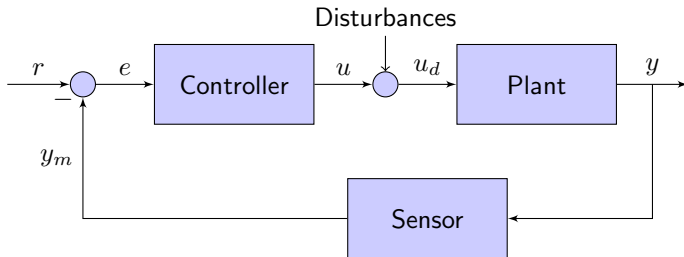 Disturbances
r
e
Controller
u
u_d
Plant
y
−
y_m
Sensor